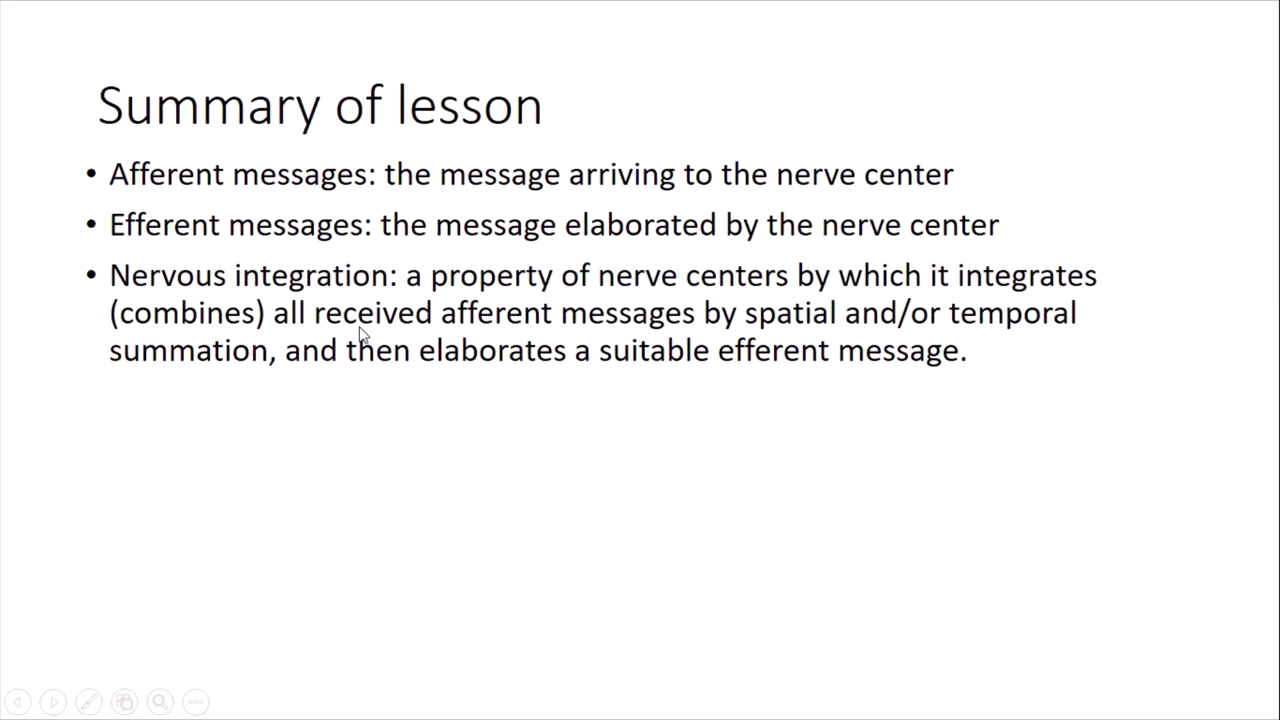 Summary of lesson
• Afferent messages: the message arriving to the nerve center
• Efferent messages: the message elaborated by the nerve center
• Nervous integration: a property of nerve centers by which it integrates
(combines) all received afferent messages by spatial and/or temporal
summation, and then elaborates a suitable efferent message.